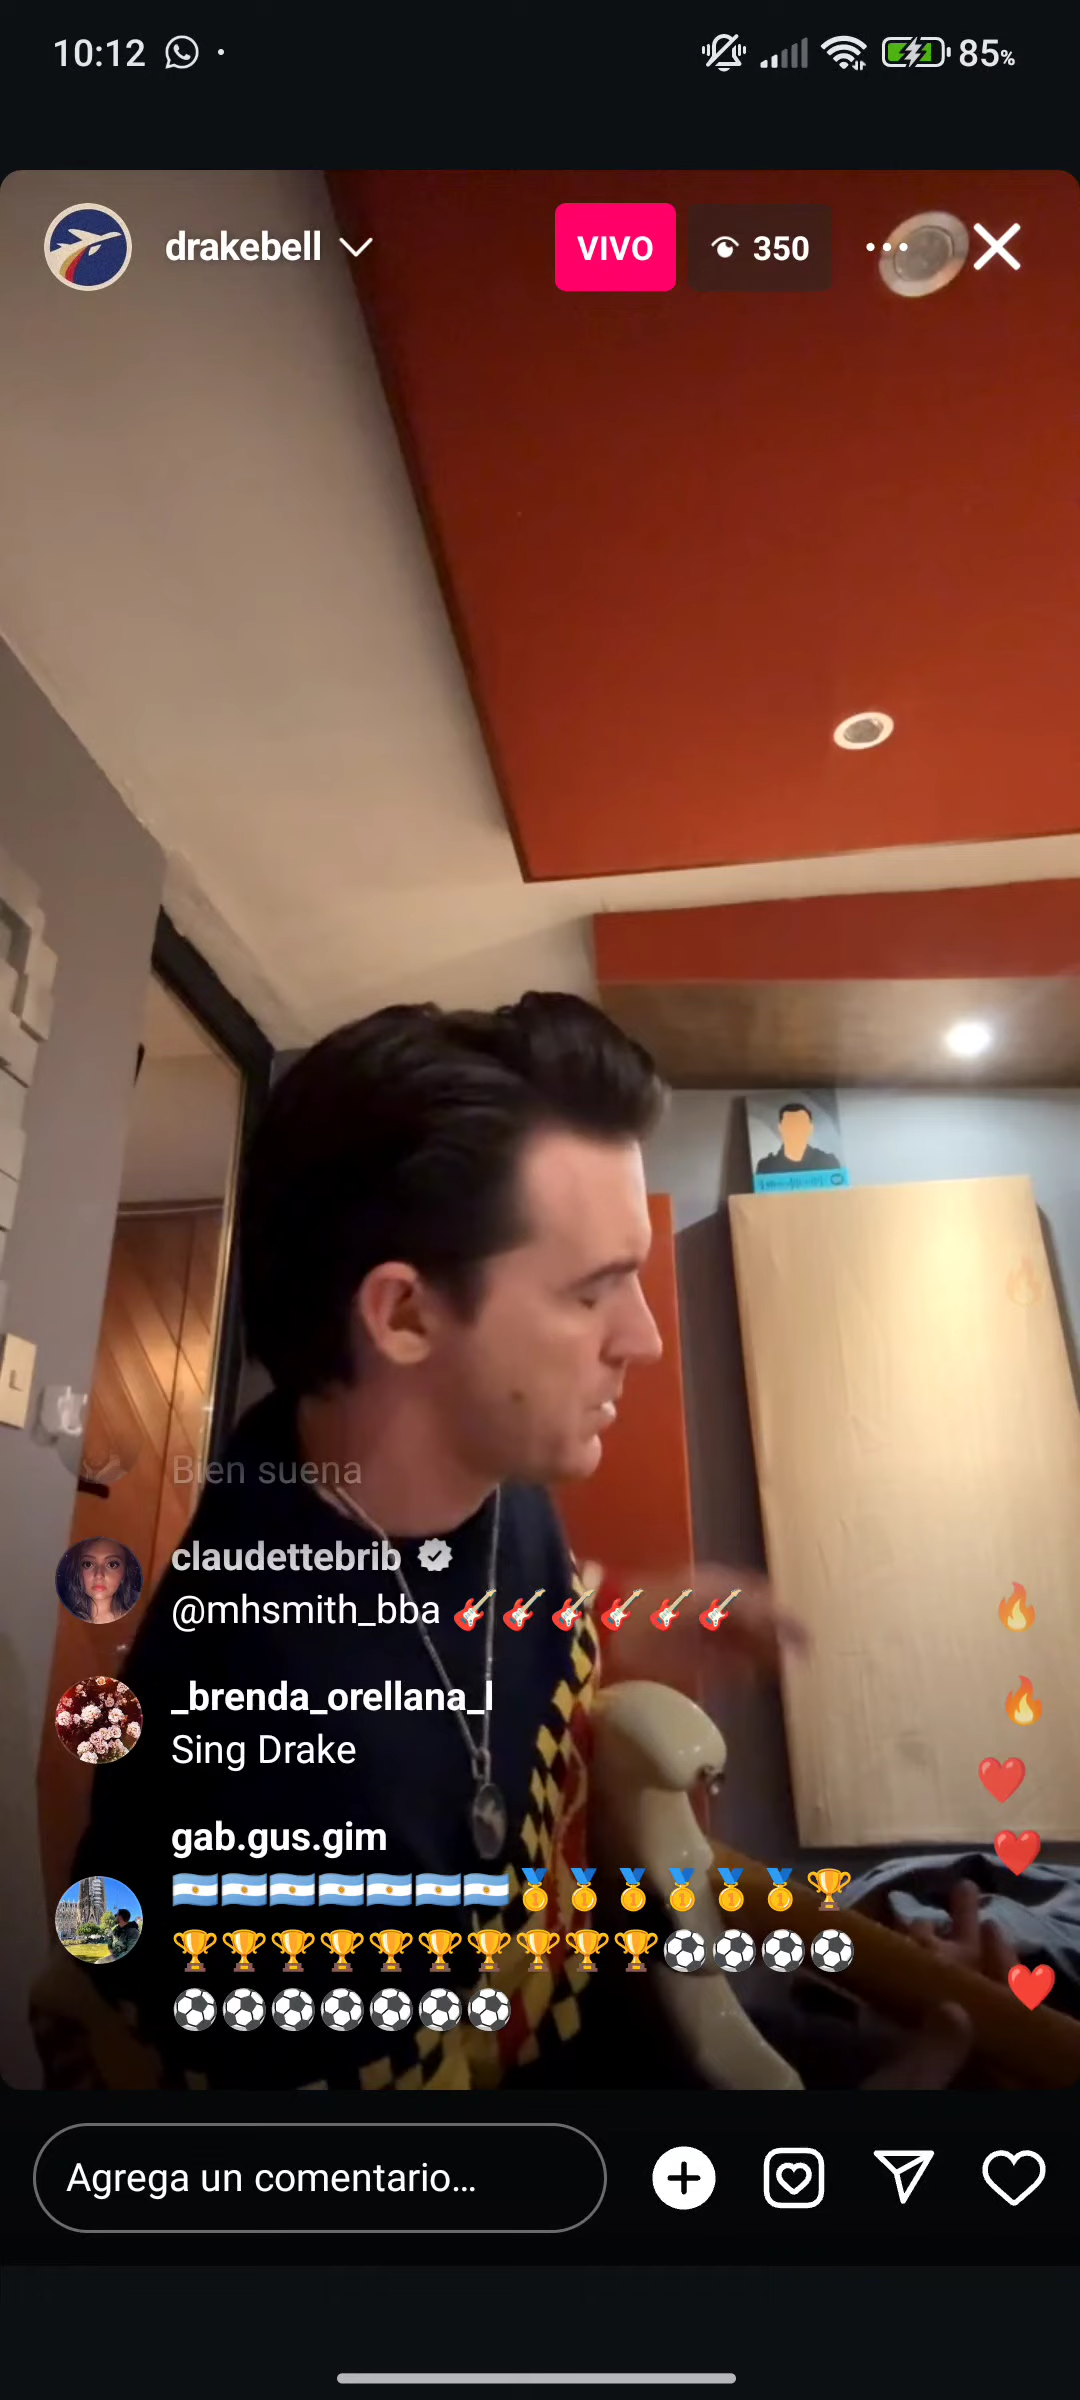 10:12
85%
drakebell
VIVO
350
Bien suena
claudettebrib
@mhsmith_bba 🎸🎸🎸🎸🎸🎸
_brenda_orellana_l
Sing Drake
gab.gus.gim
🇦🇷🇦🇷🇦🇷🇦🇷🇦🇷🇦🇷🇦🇷🥇🥇🥇🥇🥇🥇🏆
🏆🏆🏆🏆🏆🏆🏆🏆🏆🏆⚽⚽⚽⚽
⚽⚽⚽⚽⚽⚽⚽
Agrega un comentario...